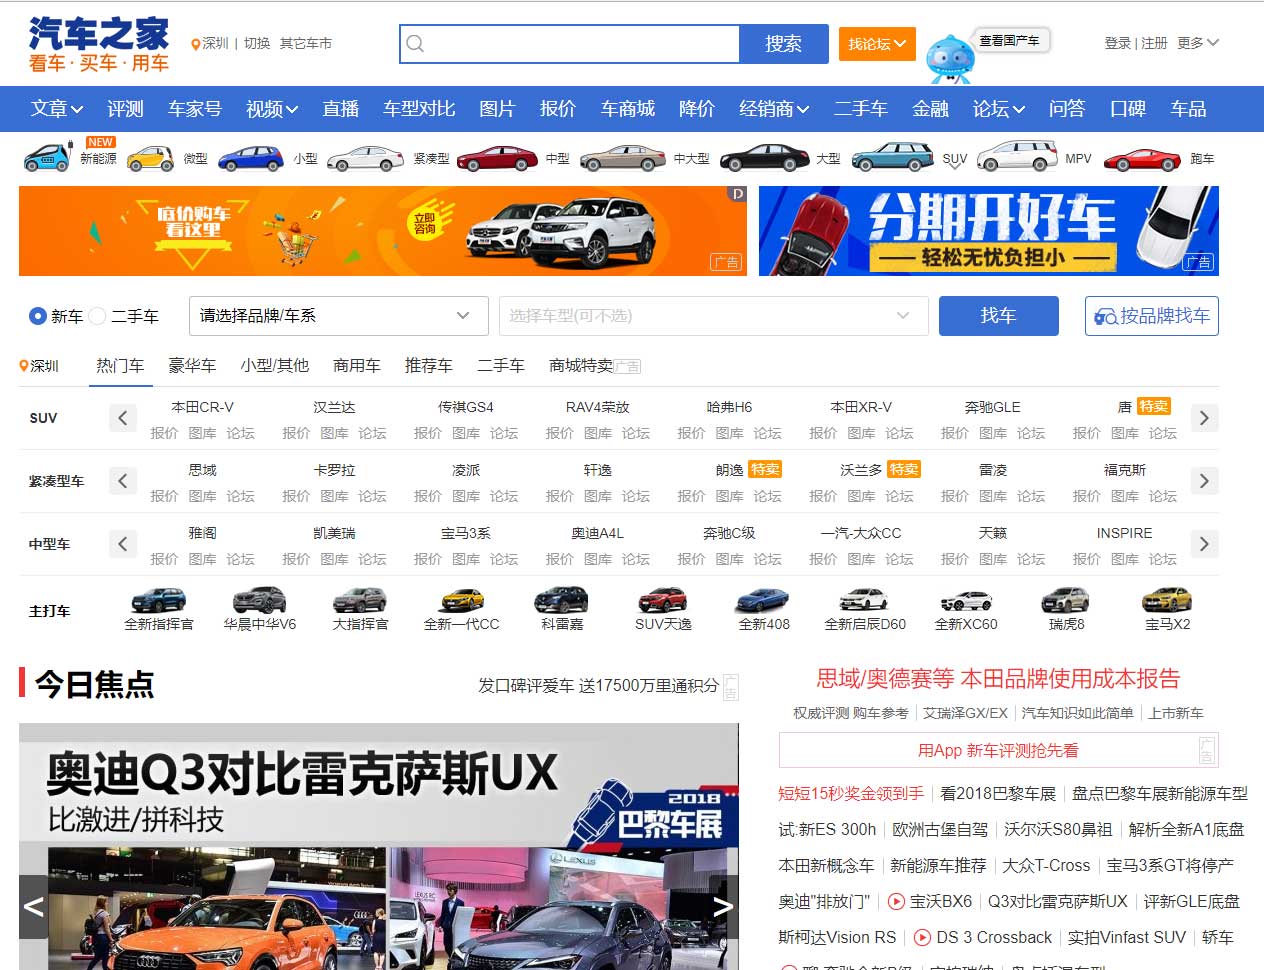 汽车之家
看车·买车·用车
深圳 | 切换 其它车市
搜索
找论坛
查看国产车
登录 | 注册 更多
文章 评测 车家号 视频 直播 车型对比 图片 报价 车商城 降价 经销商 二手车 金融 论坛 问答 口碑 车品
NEW
新能源 微型 小型 紧凑型 中型 中大型 大型 SUV MPV 跑车
底价购车
看这里
立即
咨询
D
广告
分期开好车
轻松无忧负担小
广告
新车 二手车 请选择品牌/车系 选择车型(可不选) 找车 按品牌找车
深圳 热门车 豪华车 小型/其他 商用车 推荐车 二手车 商城特卖 广告
SUV
本田CR-V 汉兰达 传祺GS4 RAV4荣放 哈弗H6 本田XR-V 奔驰GLE 唐 特卖
报价 图库 论坛 报价 图库 论坛 报价 图库 论坛 报价 图库 论坛 报价 图库 论坛 报价 图库 论坛 报价 图库 论坛 报价 图库 论坛
紧凑型车
思域 卡罗拉 凌派 轩逸 朗逸 特卖 沃兰多 特卖 雷凌 福克斯
报价 图库 论坛 报价 图库 论坛 报价 图库 论坛 报价 图库 论坛 报价 图库 论坛 报价 图库 论坛 报价 图库 论坛 报价 图库 论坛
中型车
雅阁 凯美瑞 宝马3系 奥迪A4L 奔驰C级 一汽-大众CC 天籁 INSPIRE
报价 图库 论坛 报价 图库 论坛 报价 图库 论坛 报价 图库 论坛 报价 图库 论坛 报价 图库 论坛 报价 图库 论坛 报价 图库 论坛
主打车
全新指挥官 华晨中华V6 大指挥官 全新一代CC 科雷嘉 SUV天逸 全新408 全新启辰D60 全新XC60 瑞虎8 宝马X2
今日焦点
发口碑评爱车 送17500万里通积分 广告
奥迪Q3对比雷克萨斯UX
比激进/拼科技
2018
巴黎车展
LEXUS
思域/奥德赛等 本田品牌使用成本报告
权威评测 购车参考 | 艾瑞泽GX/EX | 汽车知识如此简单 | 上市新车
用App 新车评测抢先看 广告
短短15秒奖金领到手 | 看2018巴黎车展 | 盘点巴黎车展新能源车型
试:新ES 300h | 欧洲古堡自驾 | 沃尔沃S80鼻祖 | 解析全新A1底盘
本田新概念车 | 新能源车推荐 | 大众T-Cross | 宝马3系GT将停产
奥迪"排放门" | 宝沃BX6 | Q3对比雷克萨斯UX | 评新GLE底盘
斯柯达Vision RS | DS 3 Crossback | 实拍Vinfast SUV | 轿车